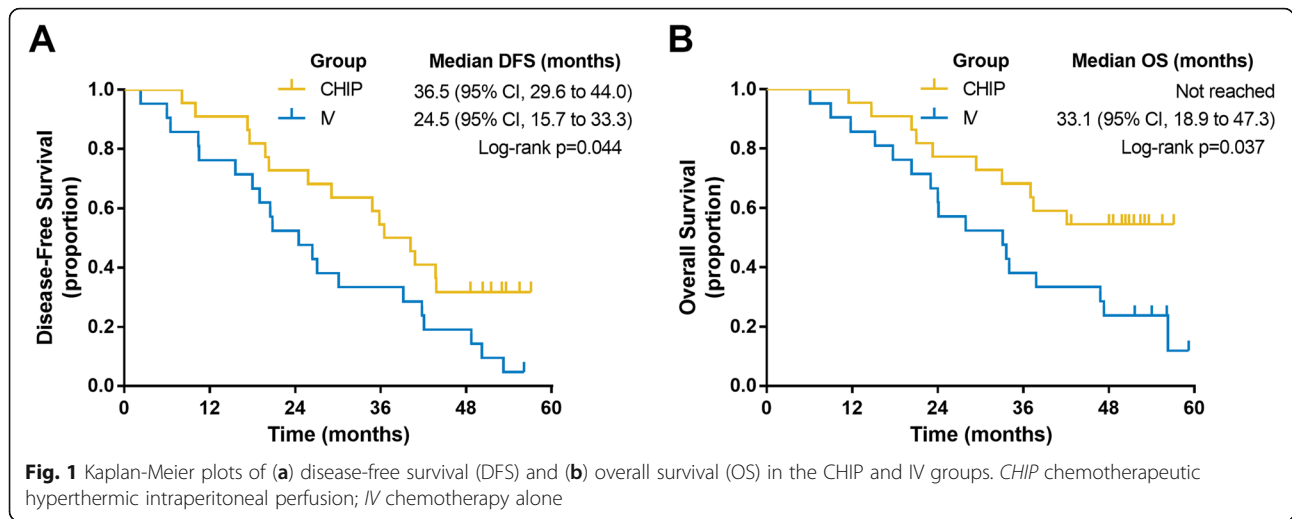 A
Group Median DFS (months)
CHIP 36.5 (95% CI, 29.6 to 44.0)
IV 24.5 (95% CI, 15.7 to 33.3)
Log-rank p=0.044
Disease-Free Survival
(proportion)
1.0
0.8
0.6
0.4
0.2
0.0
0 12 24 36 48 60
Time (months)
B
Group Median OS (months)
CHIP Not reached
IV 33.1 (95% CI, 18.9 to 47.3)
Log-rank p=0.037
Overall Survival
(proportion)
1.0
0.8
0.6
0.4
0.2
0.0
0 12 24 36 48 60
Time (months)
Fig. 1 Kaplan-Meier plots of (a) disease-free survival (DFS) and (b) overall survival (OS) in the CHIP and IV groups. CHIP chemotherapeutic
hyperthermic intraperitoneal perfusion; IV chemotherapy alone